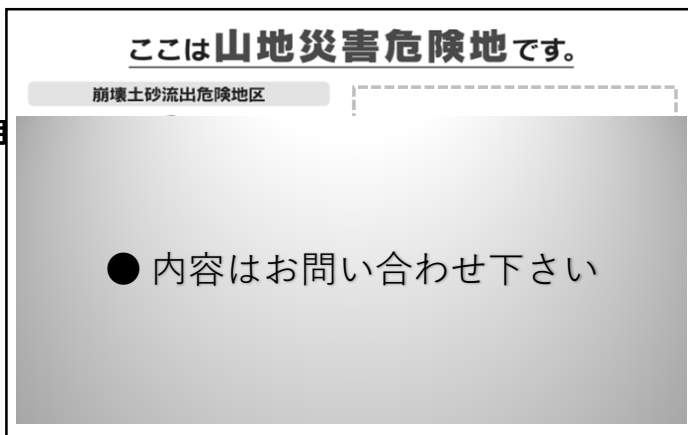 ここは山地災害危険地です。
崩壊土砂流出危険地区
● 内容はお問い合わせ下さい